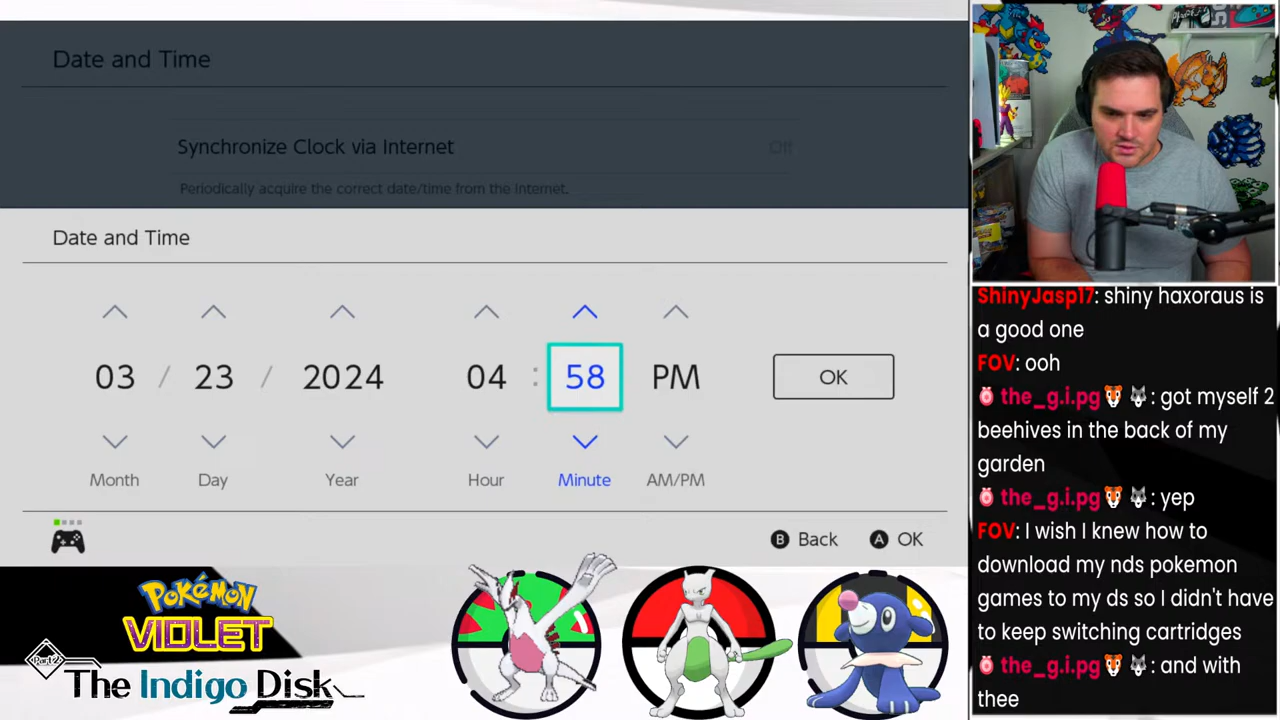 Date and Time
Synchronize Clock via Internet Off
Periodically acquire the correct date/time from the Internet.
Date and Time
03 / 23 / 2024 04 : 58 PM OK
Month Day Year Hour Minute AM/PM
B Back A OK
POKéMON
VIOLET
Part 2
The Indigo Disk
ShinyJasp17: shiny haxoraus is
a good one
FOV: ooh
the_g.i.pg: got myself 2
beehives in the back of my
garden
the_g.i.pg: yep
FOV: I wish I knew how to
download my nds pokemon
games to my ds so I didn't have
to keep switching cartridges
the_g.i.pg: and with
thee